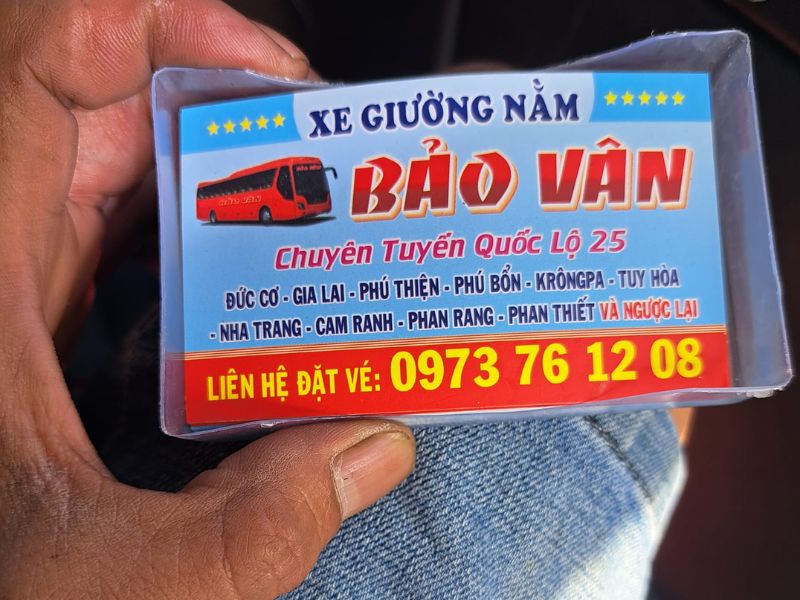 XE GIƯỜNG NẰM
BẢO VÂN
BẢO VÂN
Chuyên Tuyến Quốc Lộ 25
ĐỨC CƠ - GIA LAI - PHÚ THIỆN - PHÚ BỔN - KRÔNGPA - TUY HÒA
- NHA TRANG - CAM RANH - PHAN RANG - PHAN THIẾT VÀ NGƯỢC LẠI
LIÊN HỆ ĐẶT VÉ: 0973 76 12 08